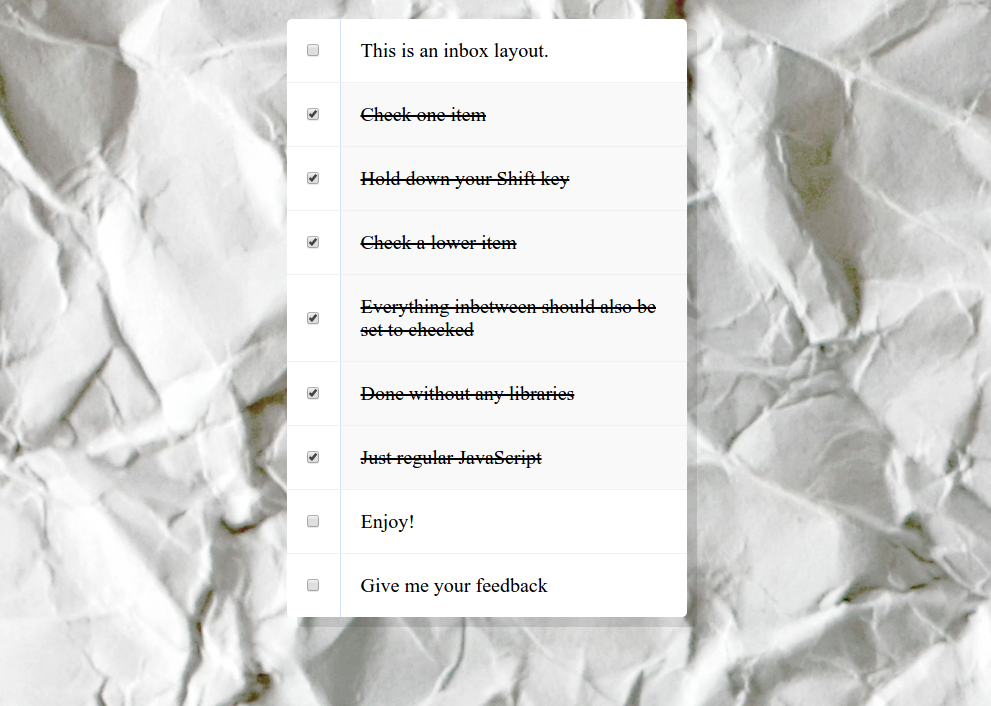 This is an inbox layout.
Check one item
Hold down your Shift key
Check a lower item
Everything inbetween should also be
set to checked
Done without any libraries
Just regular JavaScript
Enjoy!
Give me your feedback